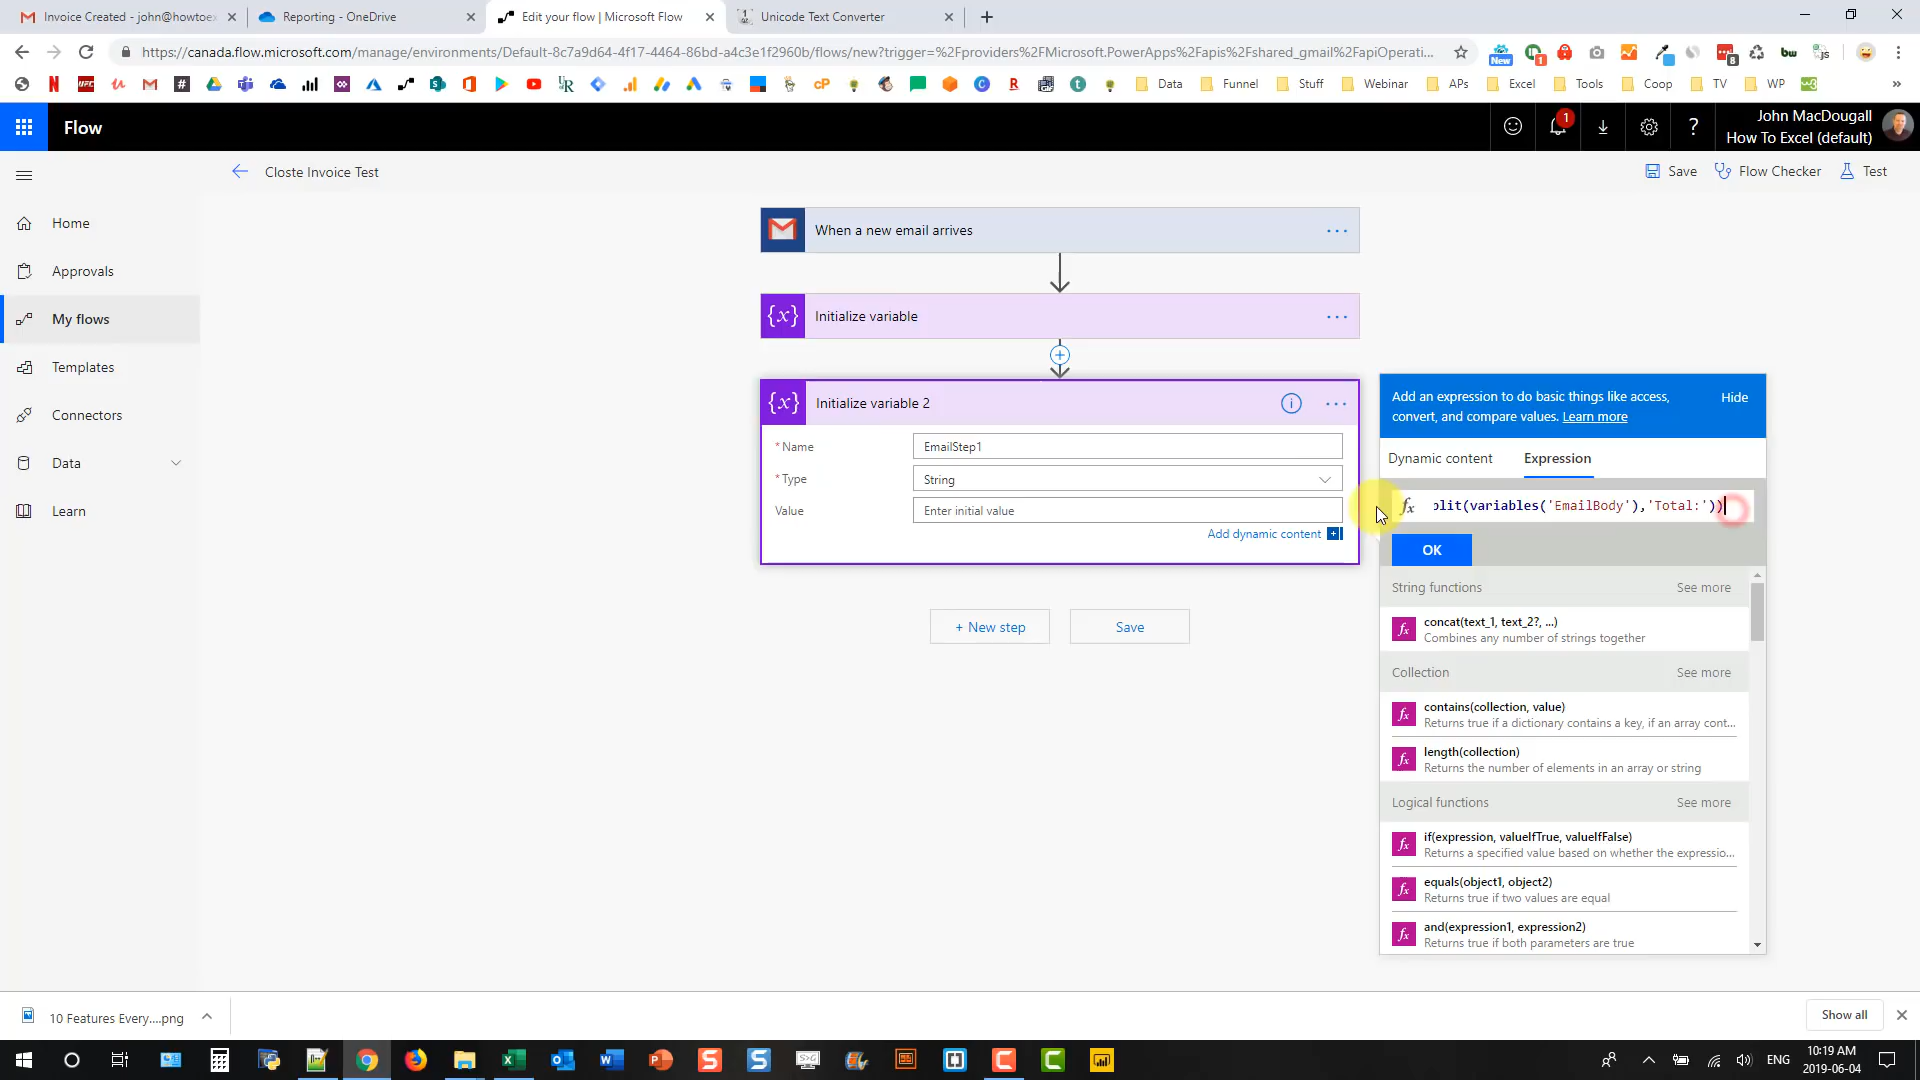 Invoice Created - john@howtoex
Reporting - OneDrive
Edit your flow | Microsoft Flow
Unicode Text Converter
https://canada.flow.microsoft.com/manage/environments/Default-8c7a9d64-4f17-4464-86bd-a4c3e1f2960b/flows/new?trigger=%2Fproviders%2FMicrosoft.PowerApps%2Fapis%2Fshared_gmail%2FapiOperati...
New
Data
Funnel
Stuff
Webinar
APs
Excel
Tools
Coop
TV
WP
Flow
1
John MacDougall
How To Excel (default)
Closte Invoice Test
Save
Flow Checker
Test
Home
Approvals
My flows
Templates
Connectors
Data
Learn
When a new email arrives
Initialize variable
Initialize variable 2
* Name
EmailStep1
* Type
String
Value
Enter initial value
Add dynamic content
+ New step
Save
Add an expression to do basic things like access,
convert, and compare values. Learn more
Hide
Dynamic content
Expression
plit(variables('EmailBody'),'Total:'))
OK
String functions
See more
concat(text_1, text_2?, ...)
Combines any number of strings together
Collection
See more
contains(collection, value)
Returns true if a dictionary contains a key, if an array cont...
length(collection)
Returns the number of elements in an array or string
Logical functions
See more
if(expression, valueIfTrue, valueIfFalse)
Returns a specified value based on whether the expressio...
equals(object1, object2)
Returns true if two values are equal
and(expression1, expression2)
Returns true if both parameters are true
10 Features Every....png
Show all
ENG
10:19 AM
2019-06-04